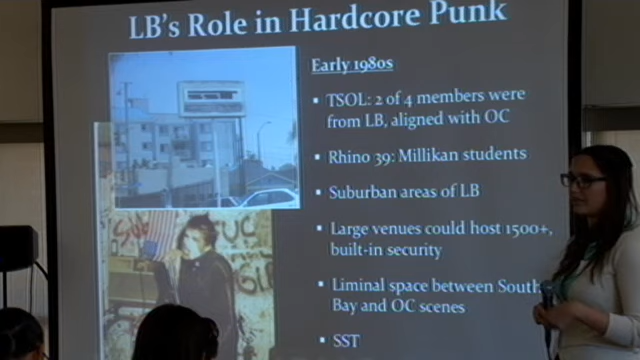 LB's Role in Hardcore Punk
Early 1980s
▪ TSOL: 2 of 4 members were
from LB, aligned with OC
▪ Rhino 39: Millikan students
▪ Suburban areas of LB
▪ Large venues could host 1500+,
built-in security
▪ Liminal space between South
Bay and OC scenes
▪ SST